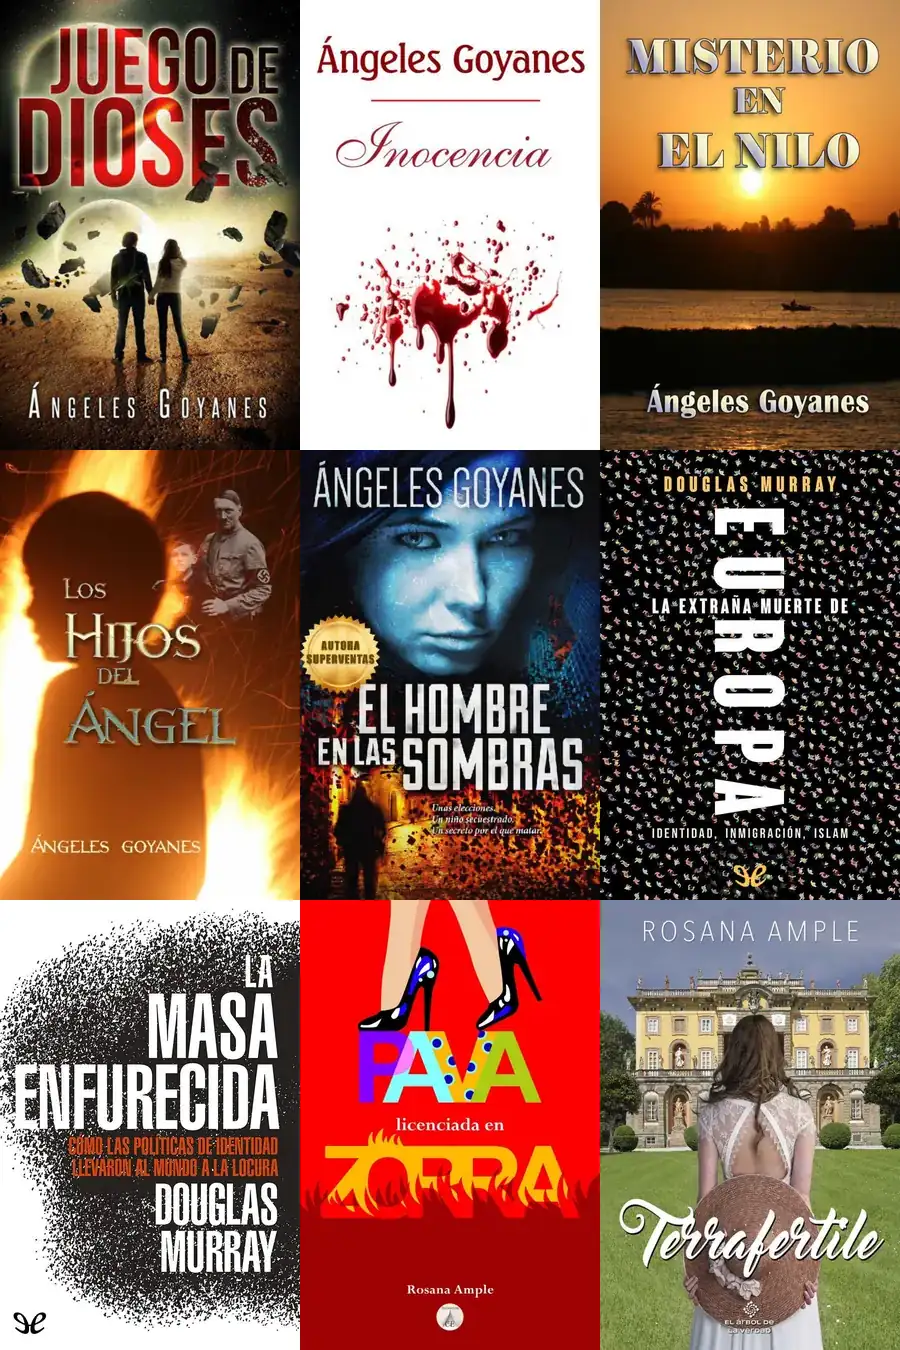 JUEGO DE
DIOSES
ÁNGELES GOYANES
Ángeles Goyanes
Inocencia
MISTERIO
EN
EL NILO
Ángeles Goyanes
LOS
HIJOS
DEL
ÁNGEL
ÁNGELES GOYANES
ÁNGELES GOYANES
AUTORA
SUPERVENTAS
EL HOMBRE
EN LAS SOMBRAS
Unas elecciones.
Un niño secuestrado.
Un secreto por el que matar.
DOUGLAS MURRAY
LA EXTRAÑA MUERTE DE
EUROPA
IDENTIDAD, INMIGRACIÓN, ISLAM
LA
MASA
ENFURECIDA
CÓMO LAS POLÍTICAS DE IDENTIDAD
LLEVARON AL MUNDO A LA LOCURA
DOUGLAS
MURRAY
PAVA
licenciada en
ZORRA
Rosana Ample
ROSANA AMPLE
Terrafertile
EL ÁRBOL DE
LA VERDAD